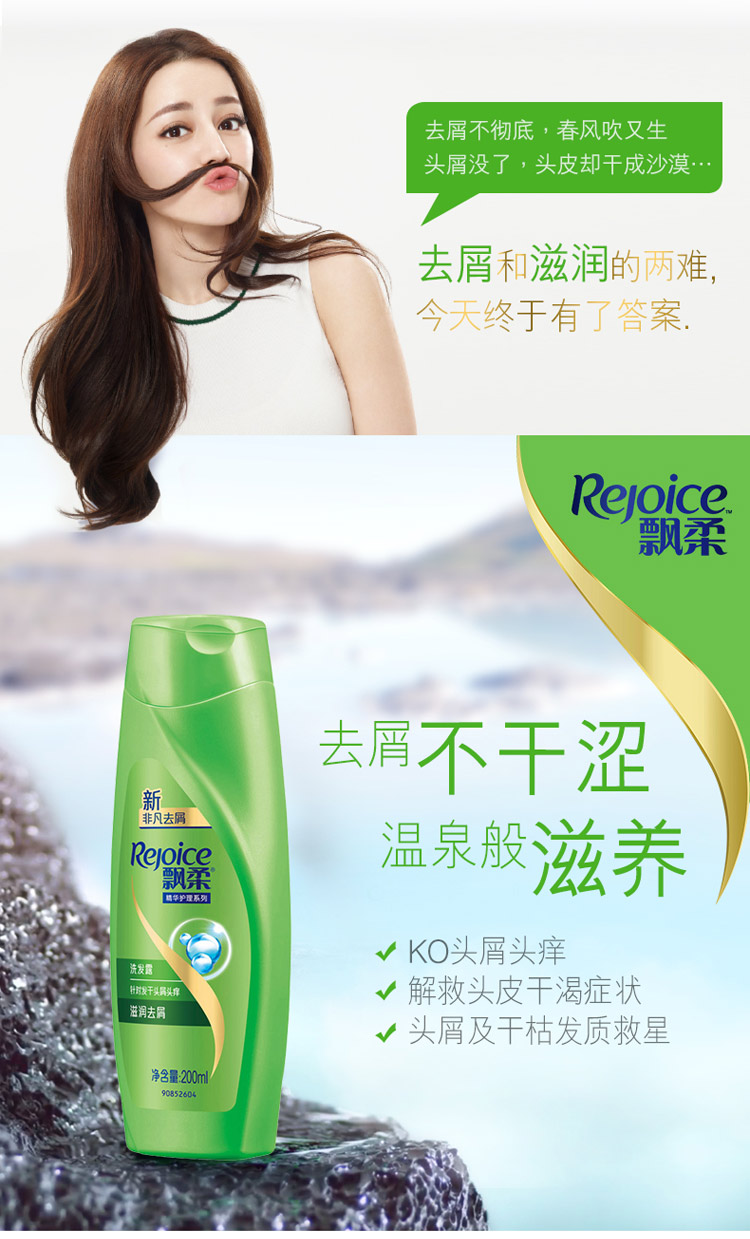 去屑不彻底，春风吹又生
头屑没了，头皮却干成沙漠…
去屑和滋润的两难,
今天终于有了答案.
Rejoice™
飘柔
去屑不干涩
温泉般滋养
✓ KO头屑头痒
✓ 解救头皮干渴症状
✓ 头屑及干枯发质救星
新
非凡去屑
Rejoice
飘柔®
精华护理系列
洗发露
针对发干头屑头痒
滋润去屑
净含量:200ml
90852604